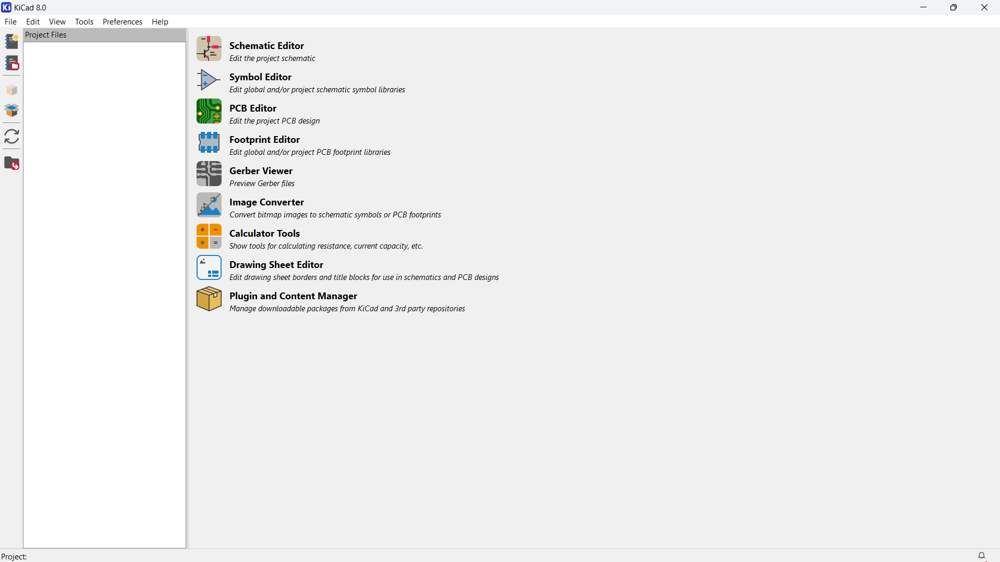 KiCad 8.0
File Edit View Tools Preferences Help
Project Files
Schematic Editor
Edit the project schematic
Symbol Editor
Edit global and/or project schematic symbol libraries
PCB Editor
Edit the project PCB design
Footprint Editor
Edit global and/or project PCB footprint libraries
Gerber Viewer
Preview Gerber files
Image Converter
Convert bitmap images to schematic symbols or PCB footprints
Calculator Tools
Show tools for calculating resistance, current capacity, etc.
Drawing Sheet Editor
Edit drawing sheet borders and title blocks for use in schematics and PCB designs
Plugin and Content Manager
Manage downloadable packages from KiCad and 3rd party repositories
Project: